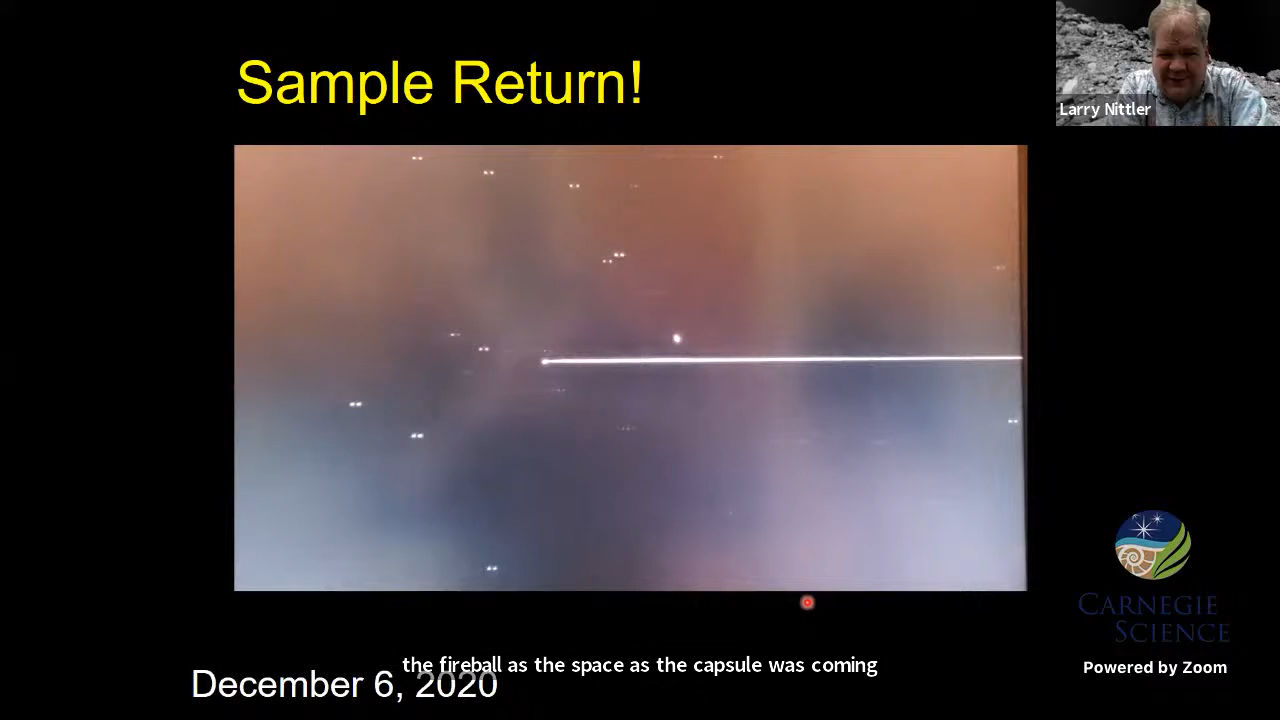 Sample Return!
Larry Nittler
CARNEGIE
SCIENCE
the fireball as the space as the capsule was coming
Powered by Zoom
December 6, 2020